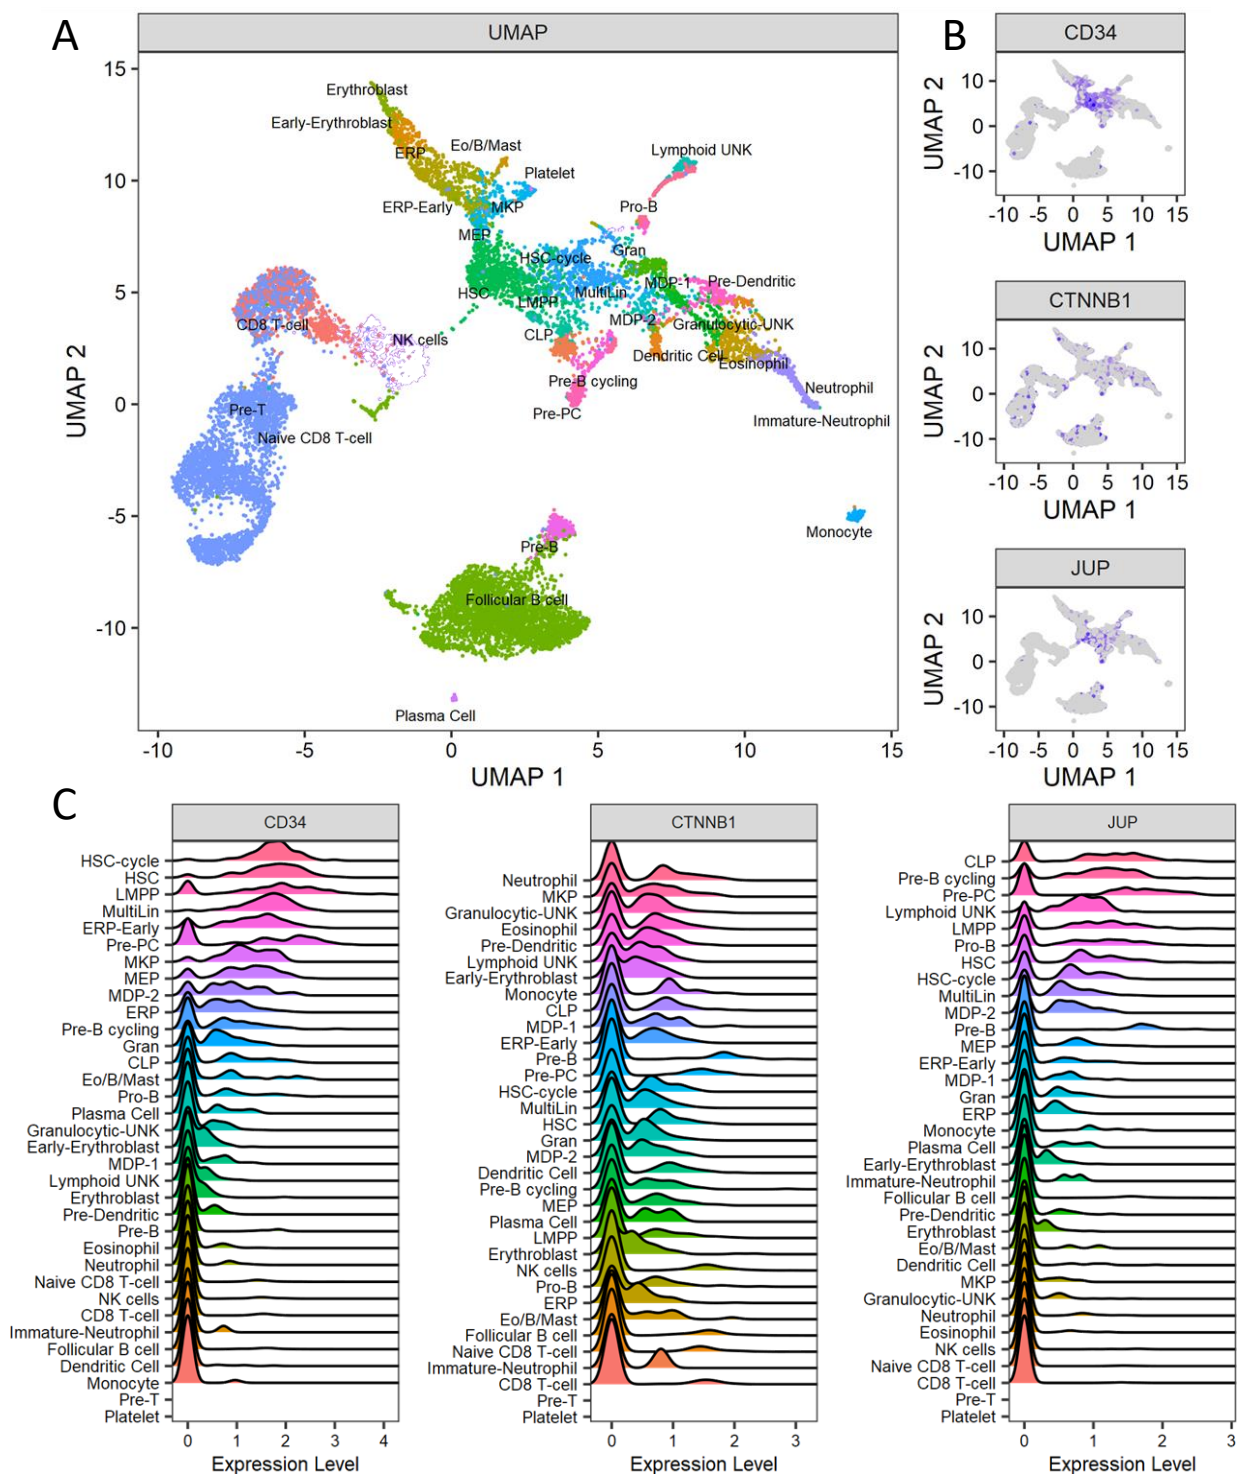 A
UMAP
B
CD34
CTNNB1
JUP
Erythroblast
Early-Erythroblast
ERP
Eo/B/Mast
Platelet
Lymphoid UNK
ERP-Early
MKP
Pro-B
MEP
HSC-cycle
Gran
HSC
LMPP
MultiLin
MDP-1
Pre-Dendritic
MDP-2
Granulocytic-UNK
CD8 T-cell
NK cells
CLP
Dendritic Cell
Eosinophil
Pre-B cycling
Neutrophil
Pre-T
Pre-PC
Immature-Neutrophil
Naive CD8 T-cell
Monocyte
Pre-B
Follicular B cell
Plasma Cell
15
10
5
0
-5
-10
UMAP 2
-10 -5 0 5 10 15
UMAP 1
10
0
-10
UMAP 2
-10 -5 0 5 10 15
UMAP 1
10
0
-10
UMAP 2
-10 -5 0 5 10 15
UMAP 1
10
0
-10
UMAP 2
-10 -5 0 5 10 15
UMAP 1
C
CD34
HSC-cycle
HSC
LMPP
MultiLin
ERP-Early
Pre-PC
MKP
MEP
MDP-2
ERP
Pre-B cycling
Gran
CLP
Eo/B/Mast
Pro-B
Plasma Cell
Granulocytic-UNK
Early-Erythroblast
MDP-1
Lymphoid UNK
Erythroblast
Pre-Dendritic
Pre-B
Eosinophil
Neutrophil
Naive CD8 T-cell
NK cells
CD8 T-cell
Immature-Neutrophil
Follicular B cell
Dendritic Cell
Monocyte
Pre-T
Platelet
0 1 2 3 4
Expression Level
CTNNB1
Neutrophil
MKP
Granulocytic-UNK
Eosinophil
Pre-Dendritic
Lymphoid UNK
Early-Erythroblast
Monocyte
CLP
MDP-1
ERP-Early
Pre-B
Pre-PC
HSC-cycle
MultiLin
HSC
Gran
MDP-2
Dendritic Cell
Pre-B cycling
MEP
Plasma Cell
LMPP
Erythroblast
NK cells
Pro-B
ERP
Eo/B/Mast
Follicular B cell
Naive CD8 T-cell
Immature-Neutrophil
CD8 T-cell
Pre-T
Platelet
0 1 2 3
Expression Level
JUP
CLP
Pre-B cycling
Pre-PC
Lymphoid UNK
LMPP
Pro-B
HSC
HSC-cycle
MultiLin
MDP-2
Pre-B
MEP
ERP-Early
MDP-1
Gran
ERP
Monocyte
Plasma Cell
Early-Erythroblast
Immature-Neutrophil
Follicular B cell
Pre-Dendritic
Erythroblast
Eo/B/Mast
Dendritic Cell
MKP
Granulocytic-UNK
Neutrophil
Eosinophil
NK cells
Naive CD8 T-cell
CD8 T-cell
Pre-T
Platelet
0 1 2 3
Expression Level